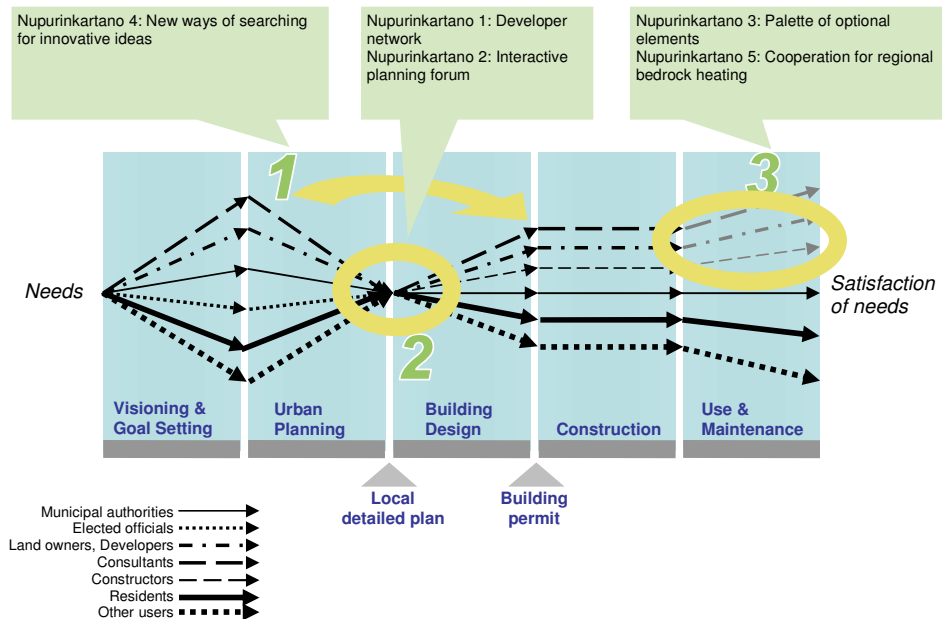 Nupurinkartano 4: New ways of searching
for innovative ideas
Nupurinkartano 1: Developer
network
Nupurinkartano 2: Interactive
planning forum
Nupurinkartano 3: Palette of optional
elements
Nupurinkartano 5: Cooperation for regional
bedrock heating
1
3
Needs
Satisfaction
of needs
2
Visioning &
Goal Setting
Urban
Planning
Building
Design
Construction
Use &
Maintenance
Local
detailed plan
Building
permit
Municipal authorities
Elected officials
Land owners, Developers
Consultants
Constructors
Residents
Other users